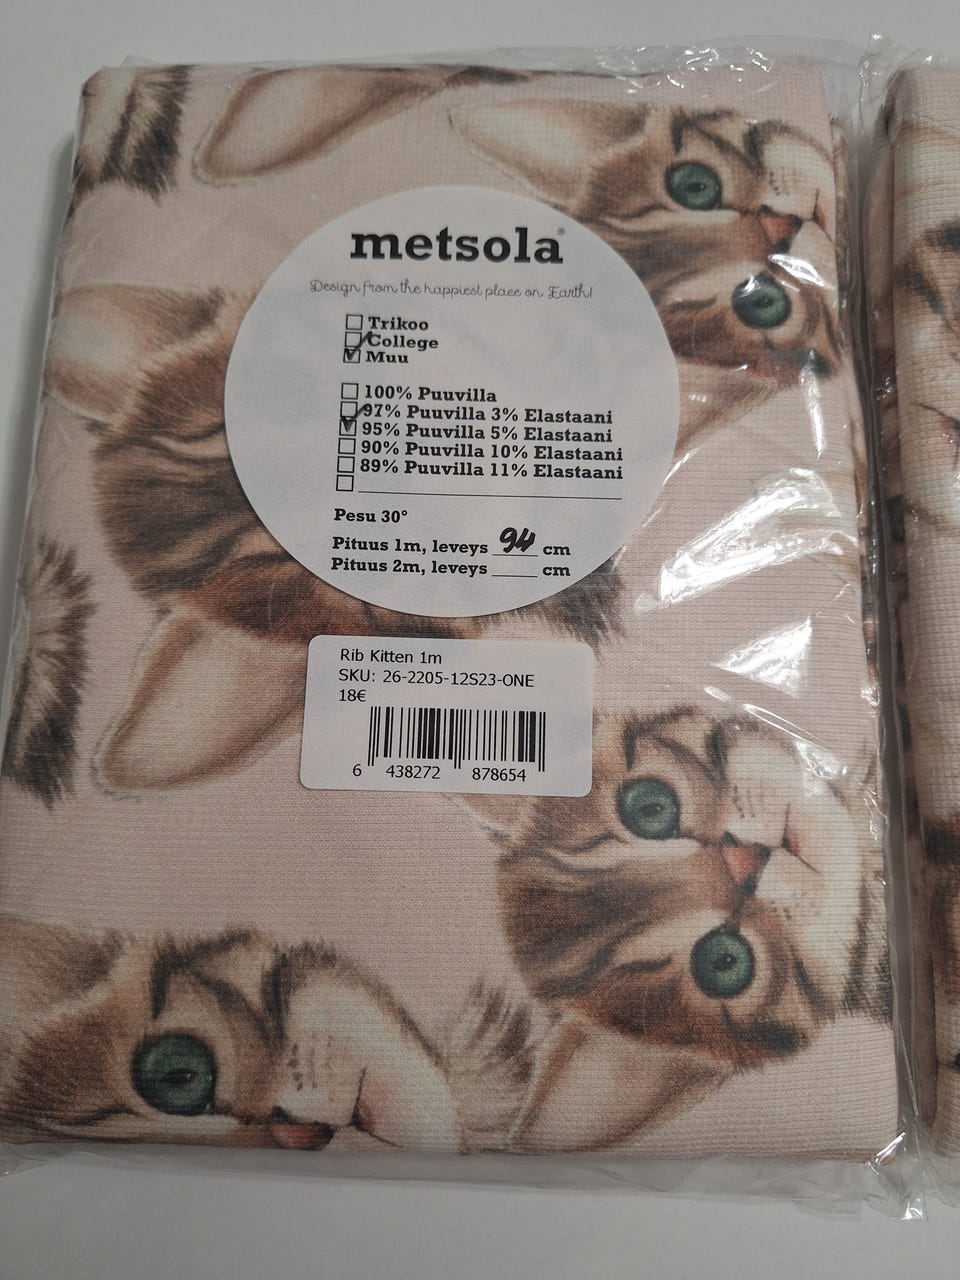 metsola®
Design from the happiest place on Earth!
Trikoo
College
Muu
100% Puuvilla
97% Puuvilla 3% Elastaani
95% Puuvilla 5% Elastaani
90% Puuvilla 10% Elastaani
89% Puuvilla 11% Elastaani
Pesu 30°
Pituus 1m, leveys 94 cm
Pituus 2m, leveys ____ cm
Rib Kitten 1m
SKU: 26-2205-12S23-ONE
18€
6 438272 878654